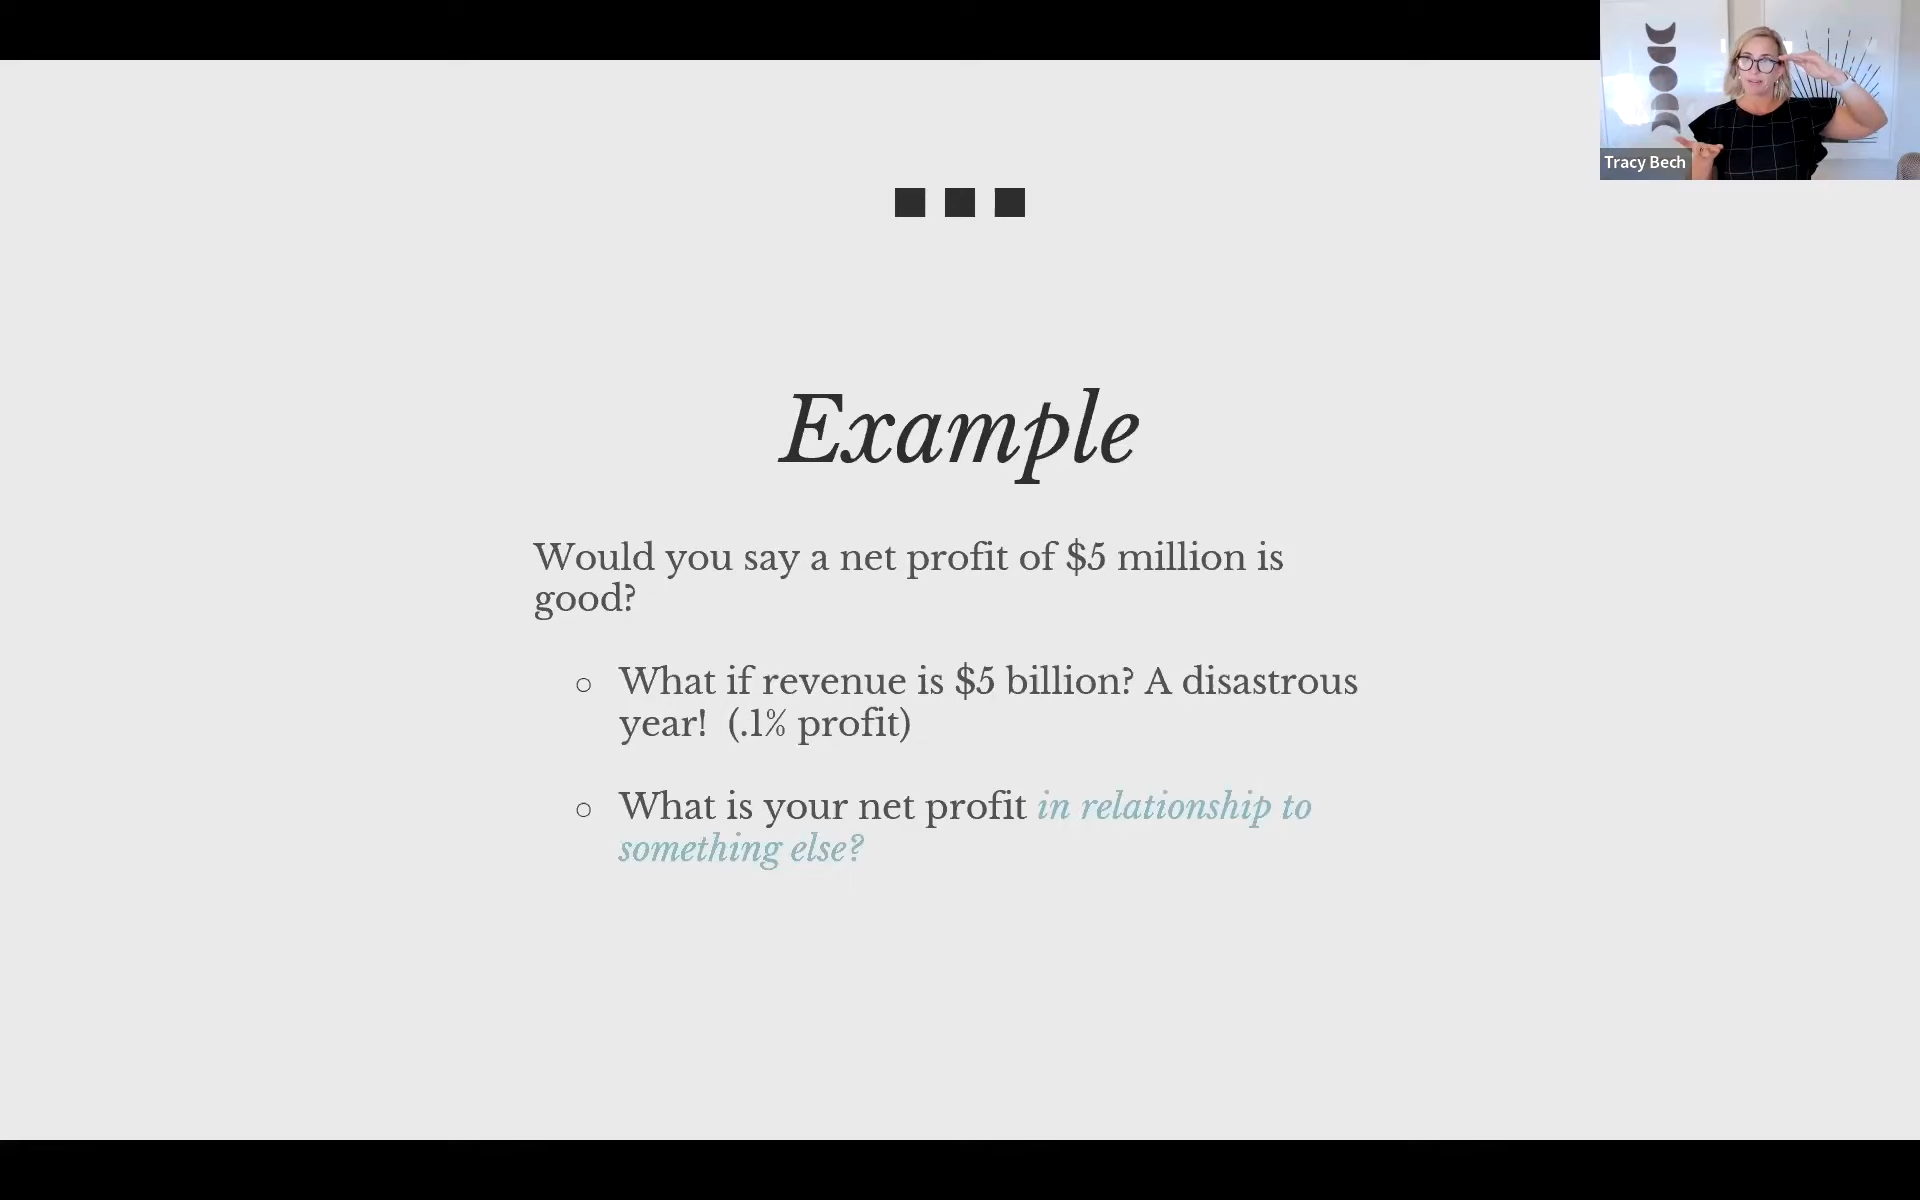 Tracy Bech
Example
Would you say a net profit of $5 million is
good?
○ What if revenue is $5 billion? A disastrous
year! (.1% profit)
○ What is your net profit in relationship to
something else?